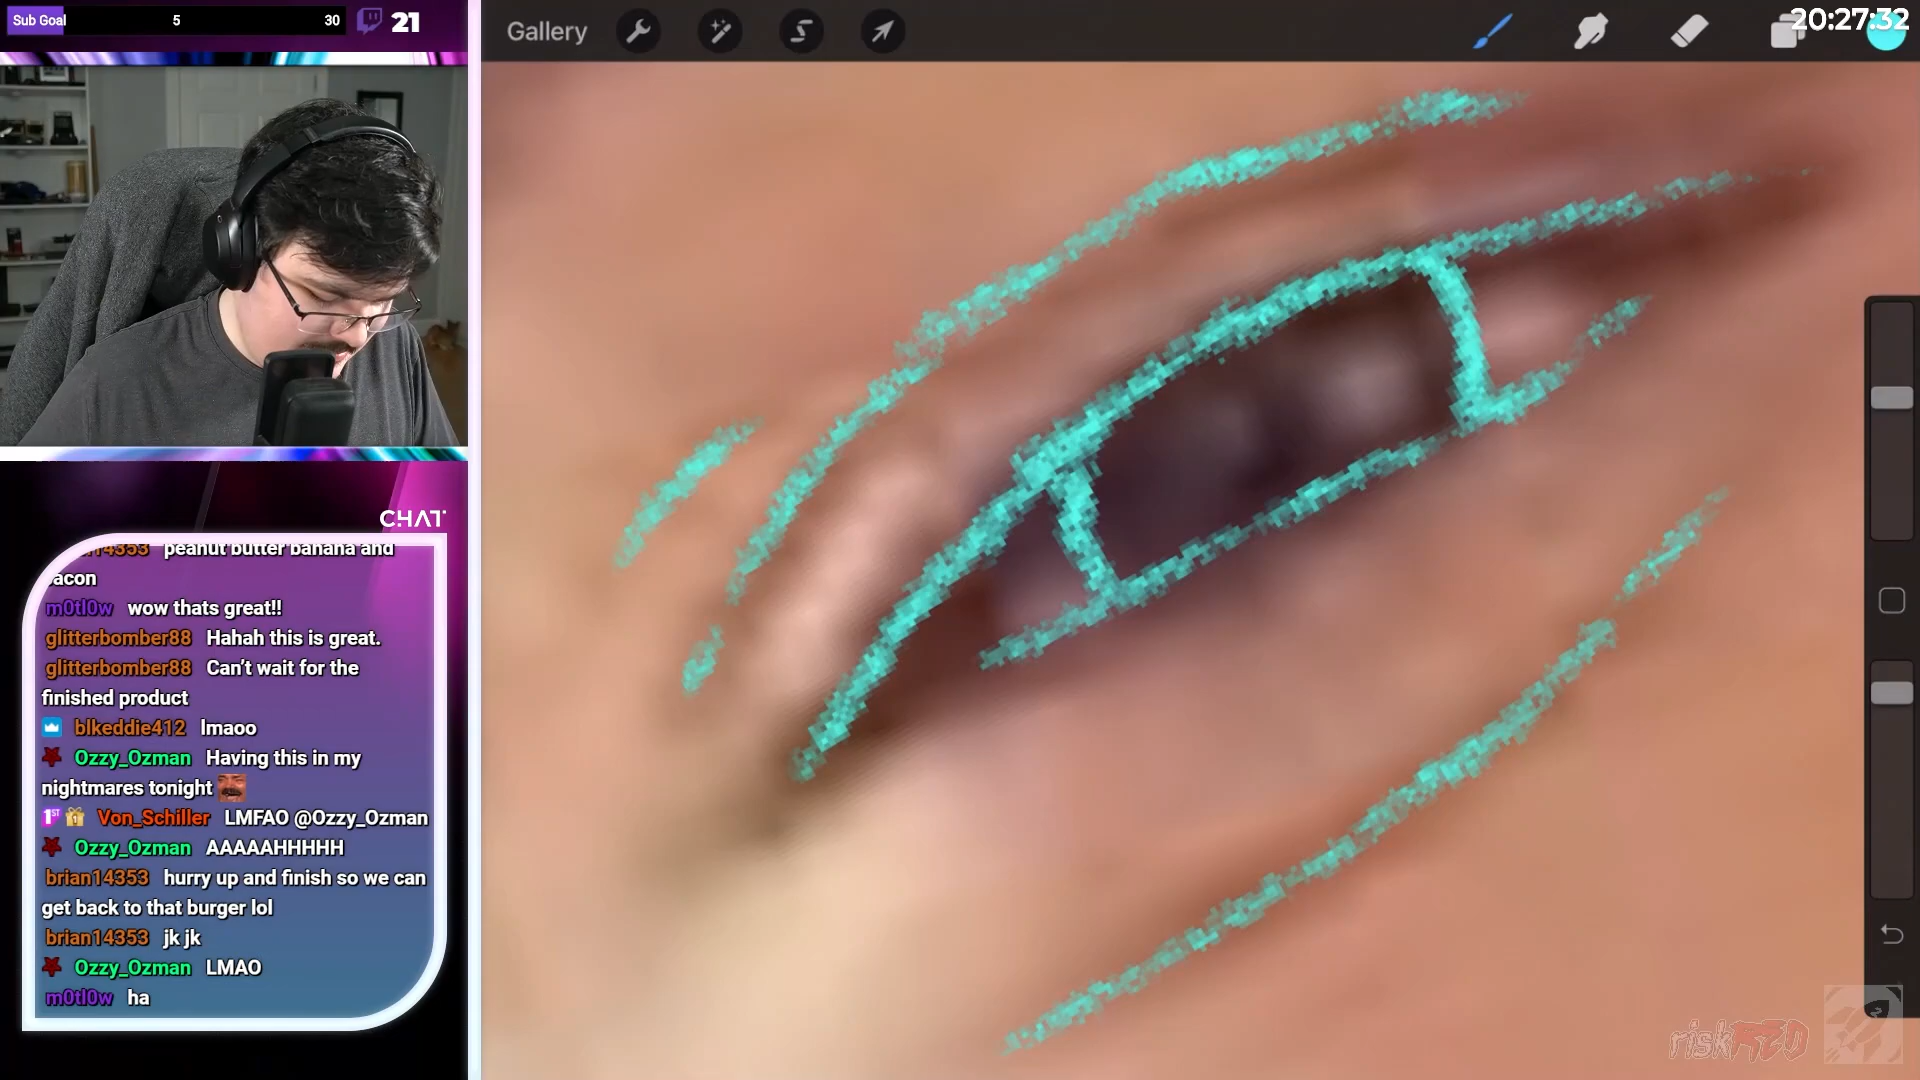 Sub Goal 5 30 21
Gallery
20:27:32
CHAT
peanut butter banana and
m0tl0w wow thats great!!
glitterbomber88 Hahah this is great.
glitterbomber88 Can't wait for the
finished product
blkeddie412 lmaoo
Ozzy_Ozman Having this in my
nightmares tonight
1ST Von_Schiller LMFAO @Ozzy_Ozman
Ozzy_Ozman AAAAAHHHHH
brian14353 hurry up and finish so we can
get back to that burger lol
brian14353 jk jk
Ozzy_Ozman LMAO
m0tl0w ha
riskRED